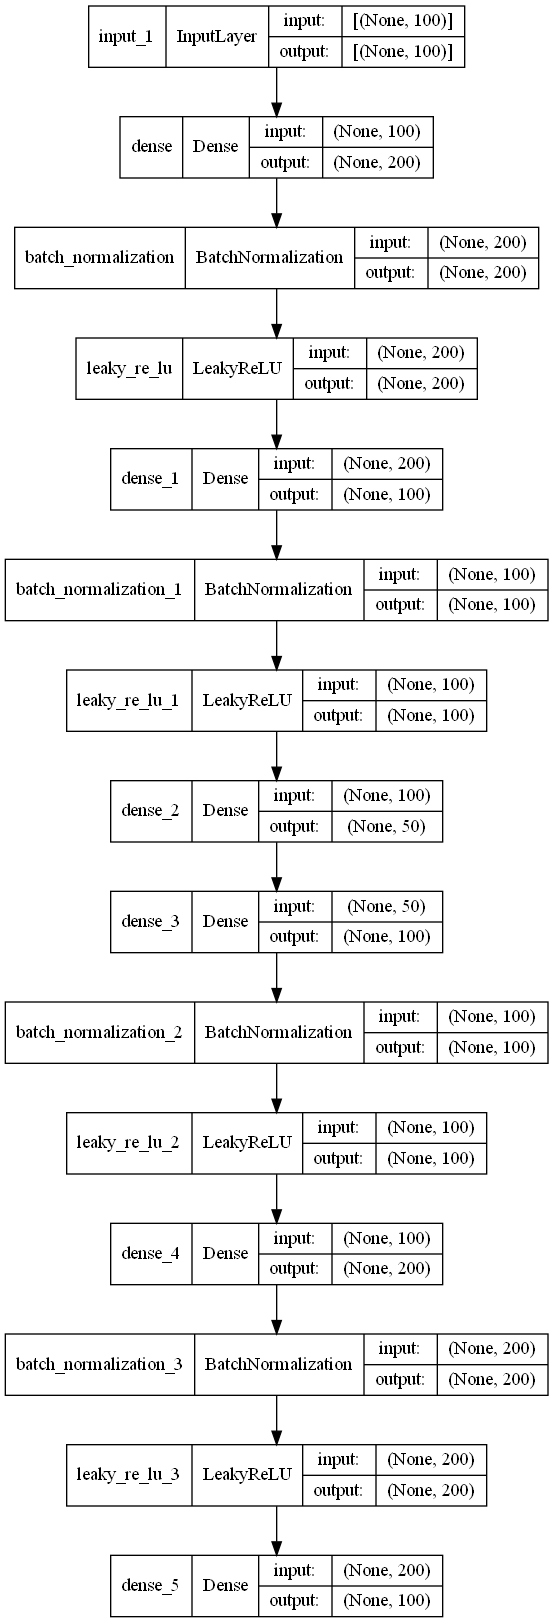 input_1 InputLayer input: [(None, 100)]
output: [(None, 100)]
dense Dense input: (None, 100)
output: (None, 200)
batch_normalization BatchNormalization input: (None, 200)
output: (None, 200)
leaky_re_lu LeakyReLU input: (None, 200)
output: (None, 200)
dense_1 Dense input: (None, 200)
output: (None, 100)
batch_normalization_1 BatchNormalization input: (None, 100)
output: (None, 100)
leaky_re_lu_1 LeakyReLU input: (None, 100)
output: (None, 100)
dense_2 Dense input: (None, 100)
output: (None, 50)
dense_3 Dense input: (None, 50)
output: (None, 100)
batch_normalization_2 BatchNormalization input: (None, 100)
output: (None, 100)
leaky_re_lu_2 LeakyReLU input: (None, 100)
output: (None, 100)
dense_4 Dense input: (None, 100)
output: (None, 200)
batch_normalization_3 BatchNormalization input: (None, 200)
output: (None, 200)
leaky_re_lu_3 LeakyReLU input: (None, 200)
output: (None, 200)
dense_5 Dense input: (None, 200)
output: (None, 100)